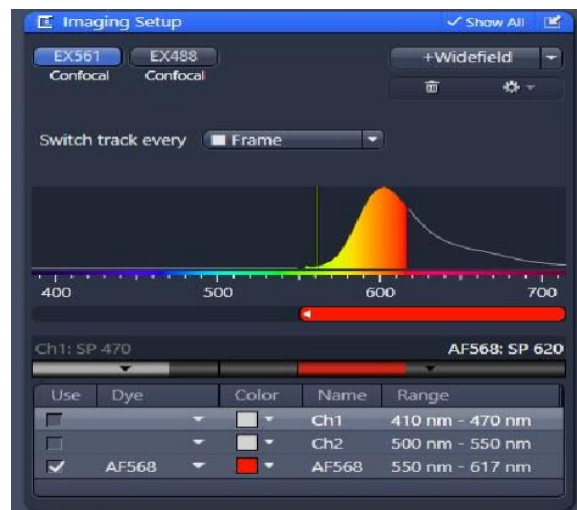 Imaging Setup ✓ Show All
EX561 EX488 +Widefield
Confocal Confocal
Switch track every Frame
400 500 600 700
Ch1: SP 470 AF568: SP 620
Use Dye Color Name Range
Ch1 410 nm - 470 nm
Ch2 500 nm - 550 nm
AF568 AF568 550 nm - 617 nm